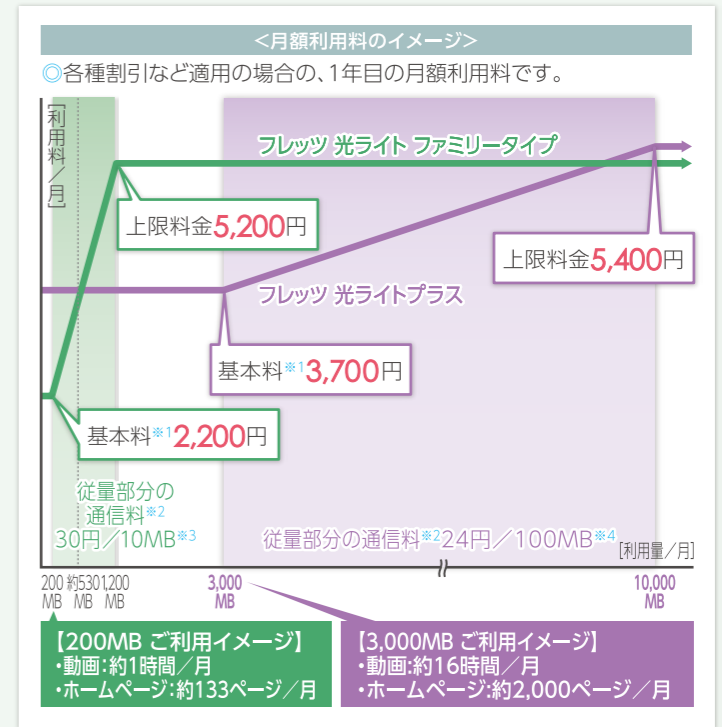 <月額利用料のイメージ>
◎各種割引など適用の場合の、1年目の月額利用料です。
[利用料/月]
フレッツ 光ライト ファミリータイプ
上限料金5,200円
上限料金5,400円
フレッツ 光ライトプラス
基本料※13,700円
基本料※12,200円
従量部分の
通信料※2
30円/10MB※3
従量部分の通信料※224円/100MB※4
[利用量/月]
200 約530 1,200
MB MB MB
3,000
MB
10,000
MB
【200MB ご利用イメージ】
・動画:約1時間/月
・ホームページ:約133ページ/月
【3,000MB ご利用イメージ】
・動画:約16時間/月
・ホームページ:約2,000ページ/月